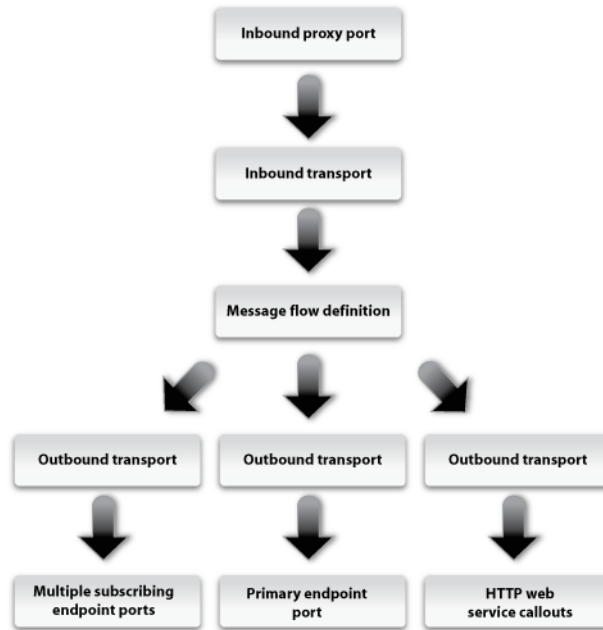 Inbound proxy port
Inbound transport
Message flow definition
Outbound transport
Outbound transport
Outbound transport
Multiple subscribing
endpoint ports
Primary endpoint
port
HTTP web
service callouts